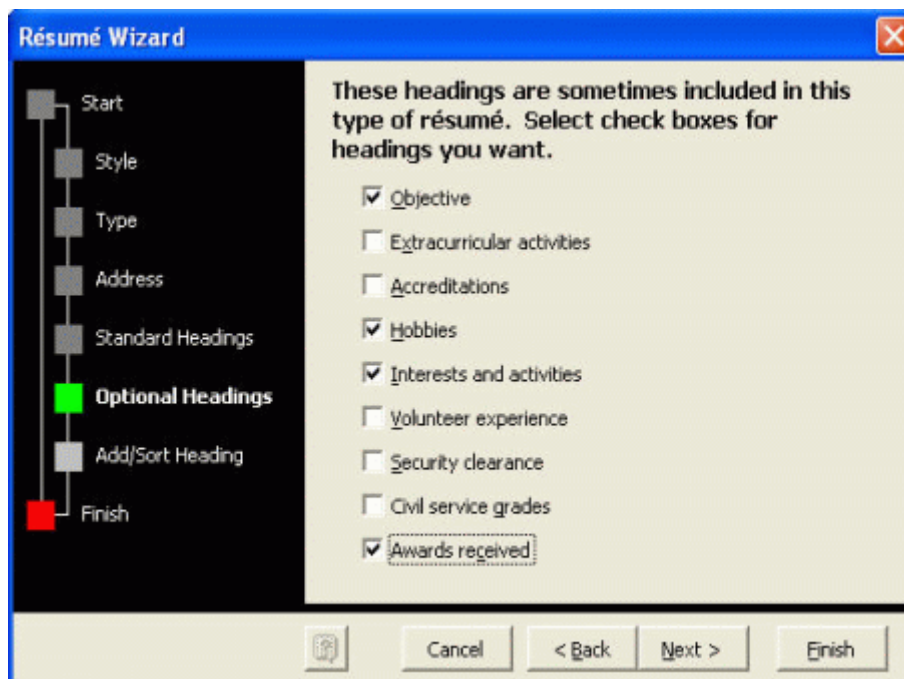 Résumé Wizard
Start
Style
Type
Address
Standard Headings
Optional Headings
Add/Sort Heading
Finish
These headings are sometimes included in this
type of résumé. Select check boxes for
headings you want.
Objective
Extracurricular activities
Accreditations
Hobbies
Interests and activities
Volunteer experience
Security clearance
Civil service grades
Awards received
Cancel
< Back
Next >
Finish